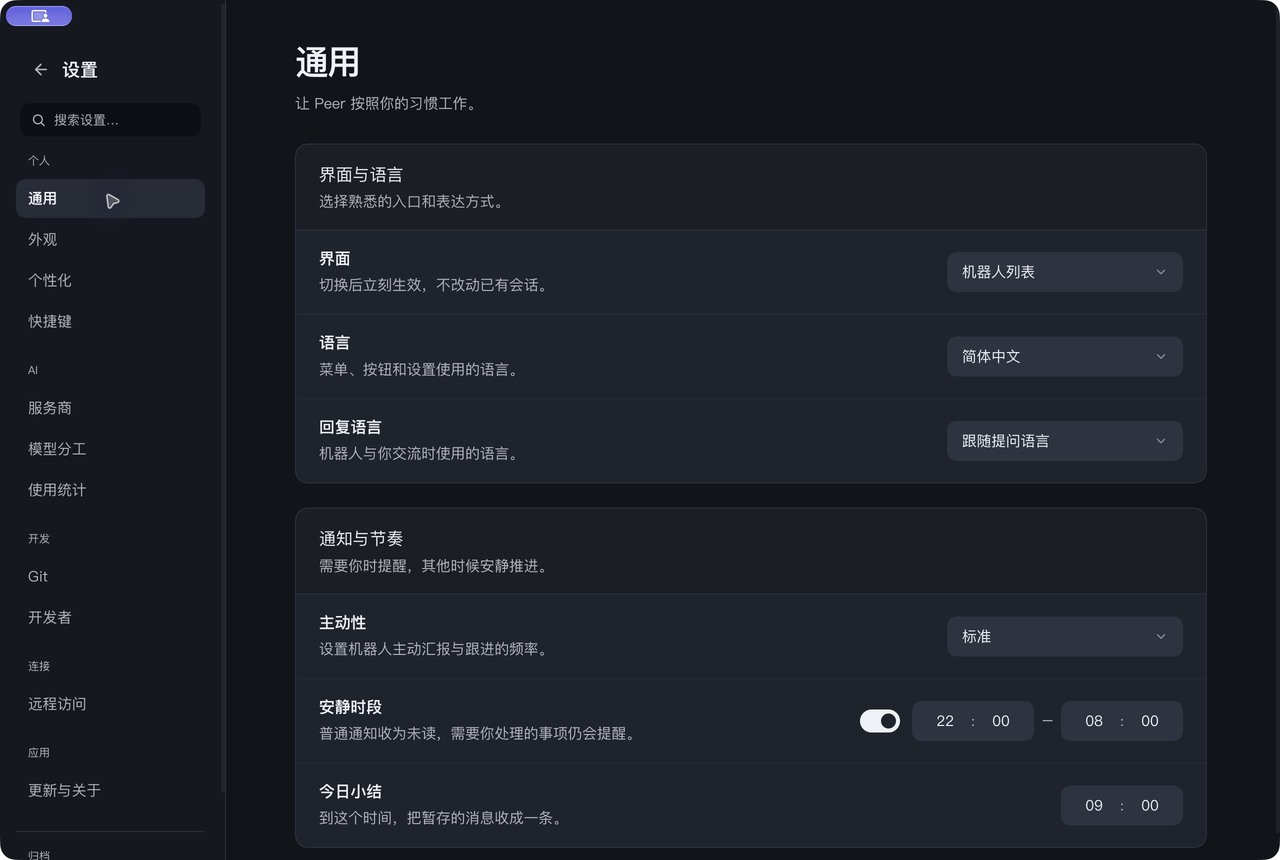 设置
搜索设置...
个人
通用
外观
个性化
快捷键
AI
服务商
模型分工
使用统计
开发
Git
开发者
连接
远程访问
应用
更新与关于
归档
通用
让 Peer 按照你的习惯工作。
界面与语言
选择熟悉的入口和表达方式。
界面
切换后立刻生效，不改动已有会话。
机器人列表
语言
菜单、按钮和设置使用的语言。
简体中文
回复语言
机器人与你交流时使用的语言。
跟随提问语言
通知与节奏
需要你时提醒，其他时候安静推进。
主动性
设置机器人主动汇报与跟进的频率。
标准
安静时段
普通通知收为未读，需要你处理的事项仍会提醒。
22 : 00 – 08 : 00
今日小结
到这个时间，把暂存的消息收成一条。
09 : 00